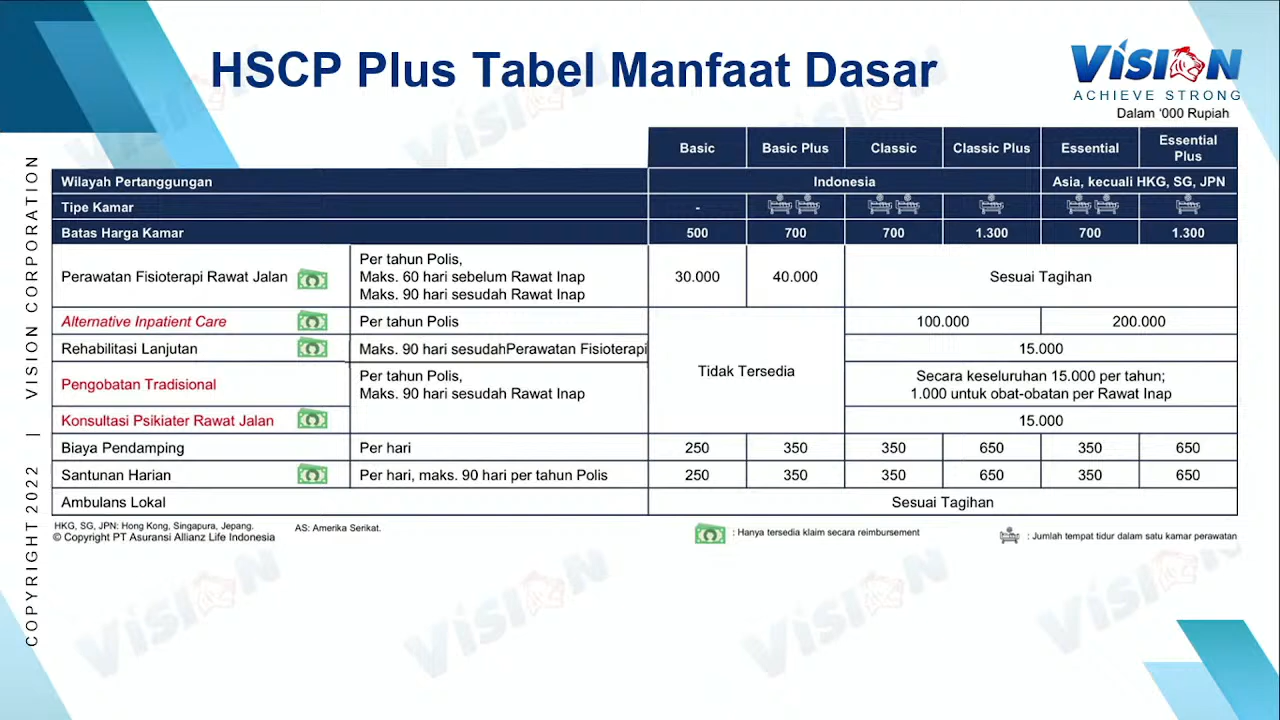 HSCP Plus Tabel Manfaat Dasar
VISION
ACHIEVE STRONG
Dalam '000 Rupiah
Basic Basic Plus Classic Classic Plus Essential Essential Plus
Wilayah Pertanggungan Indonesia Asia, kecuali HKG, SG, JPN
Tipe Kamar -
Batas Harga Kamar 500 700 700 1.300 700 1.300
Perawatan Fisioterapi Rawat Jalan
Per tahun Polis,
Maks. 60 hari sebelum Rawat Inap
Maks. 90 hari sesudah Rawat Inap
30.000 40.000 Sesuai Tagihan
Alternative Inpatient Care Per tahun Polis 100.000 200.000
Rehabilitasi Lanjutan Maks. 90 hari sesudahPerawatan Fisioterapi 15.000
Tidak Tersedia
Pengobatan Tradisional
Per tahun Polis,
Maks. 90 hari sesudah Rawat Inap
Secara keseluruhan 15.000 per tahun;
1.000 untuk obat-obatan per Rawat Inap
Konsultasi Psikiater Rawat Jalan 15.000
Biaya Pendamping Per hari 250 350 350 650 350 650
Santunan Harian Per hari, maks. 90 hari per tahun Polis 250 350 350 650 350 650
Ambulans Lokal Sesuai Tagihan
HKG, SG, JPN: Hong Kong, Singapura, Jepang. AS: Amerika Serikat.
© Copyright PT Asuransi Allianz Life Indonesia
: Hanya tersedia klaim secara reimbursement
: Jumlah tempat tidur dalam satu kamar perawatan
COPYRIGHT 2022 | VISION CORPORATION